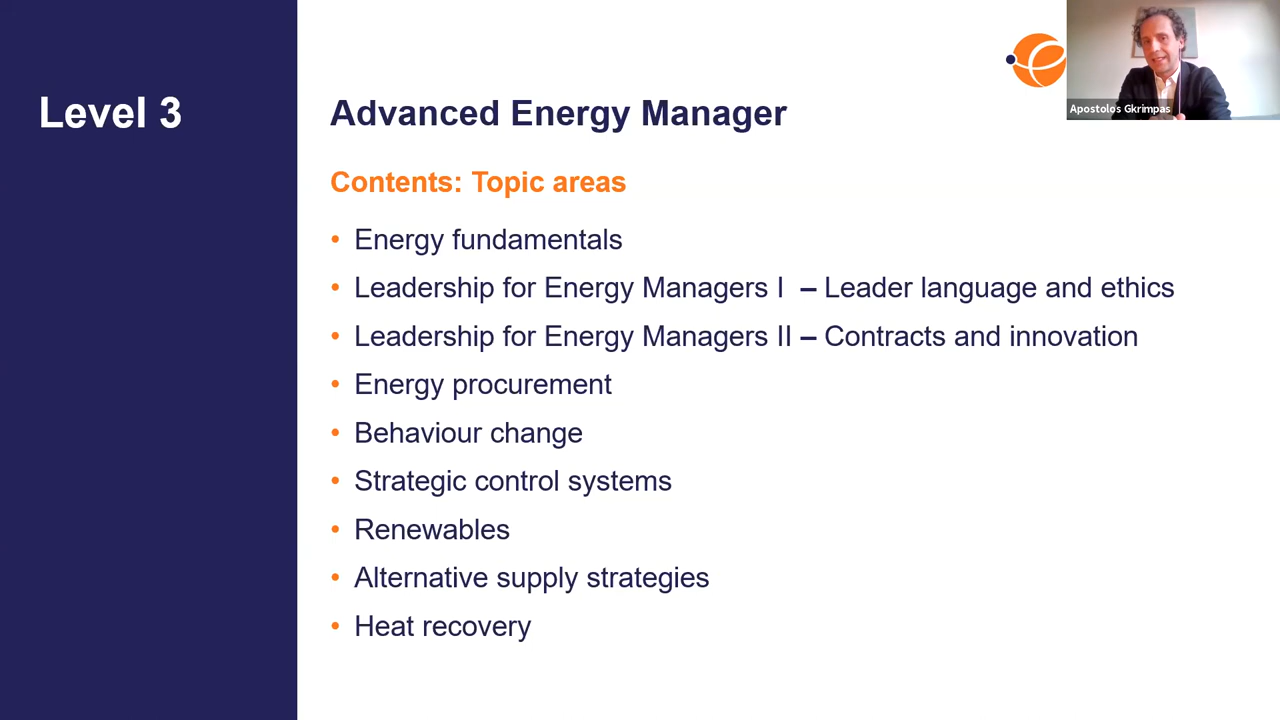 Level 3
Advanced Energy Manager
Apostolos Gkrimpas
Contents: Topic areas
• Energy fundamentals
• Leadership for Energy Managers I – Leader language and ethics
• Leadership for Energy Managers II – Contracts and innovation
• Energy procurement
• Behaviour change
• Strategic control systems
• Renewables
• Alternative supply strategies
• Heat recovery